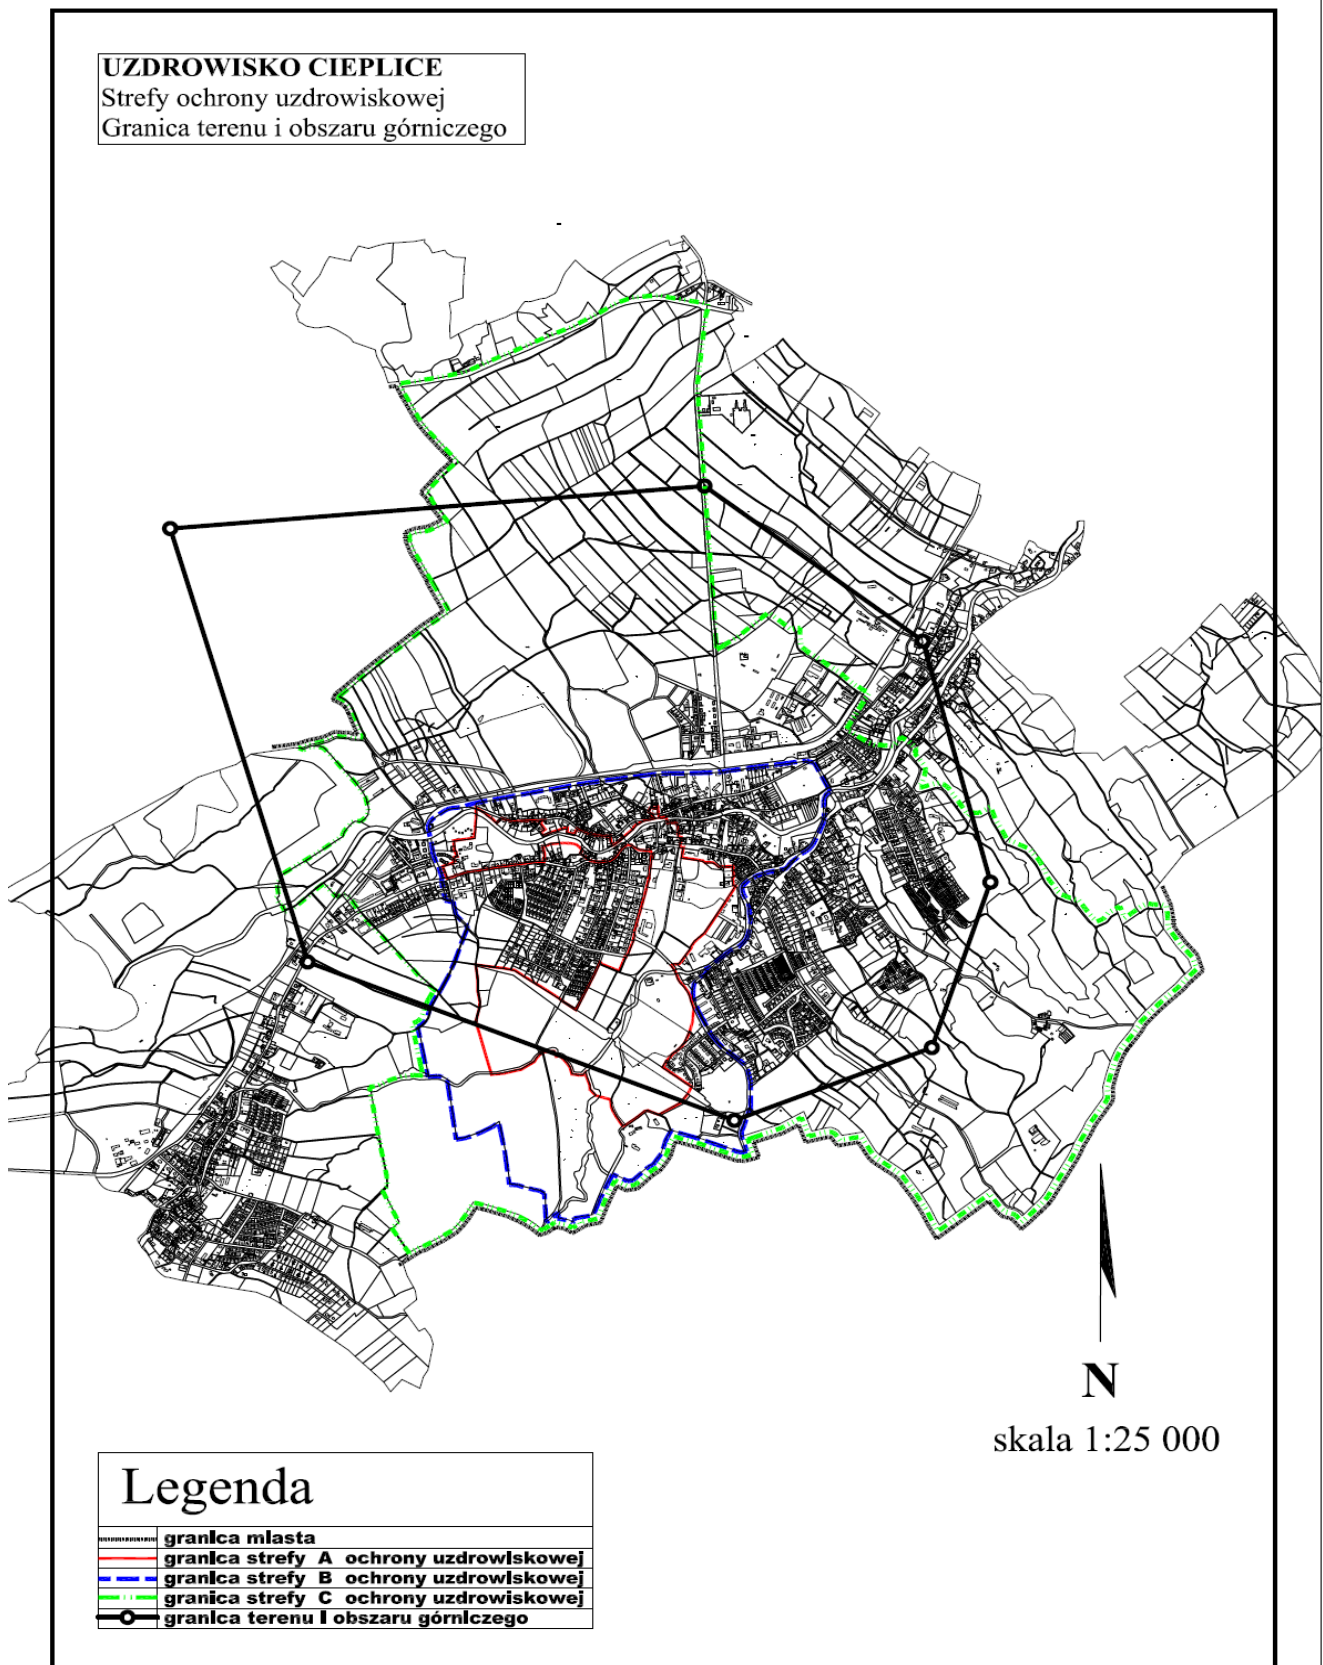 UZDROWISKO CIEPLICE
Strefy ochrony uzdrowiskowej
Granica terenu i obszaru górniczego
N
skala 1:25 000
Legenda
granica miasta
granica strefy A ochrony uzdrowiskowej
granica strefy B ochrony uzdrowiskowej
granica strefy C ochrony uzdrowiskowej
granica terenu i obszaru górniczego